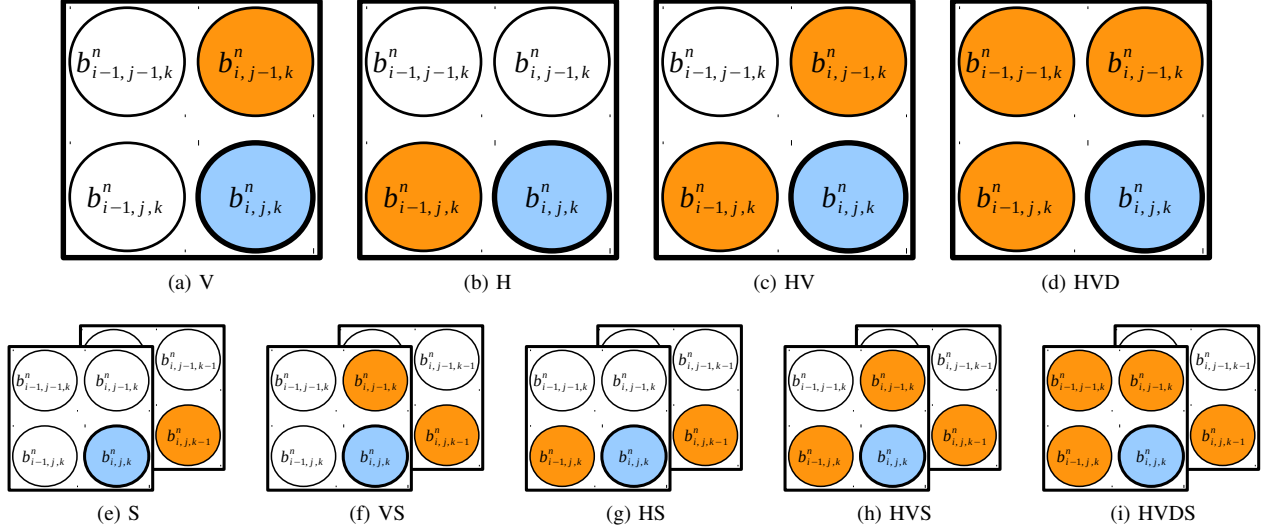 b^n_{i−1,j−1,k} b^n_{i,j−1,k} b^n_{i−1,j−1,k} b^n_{i,j−1,k} b^n_{i−1,j−1,k} b^n_{i,j−1,k} b^n_{i−1,j−1,k} b^n_{i,j−1,k}
b^n_{i−1,j,k} b^n_{i,j,k} b^n_{i−1,j,k} b^n_{i,j,k} b^n_{i−1,j,k} b^n_{i,j,k} b^n_{i−1,j,k} b^n_{i,j,k}
(a) V (b) H (c) HV (d) HVD
b^n_{i,j−1,k−1} b^n_{i,j−1,k−1} b^n_{i,j−1,k−1} b^n_{i,j−1,k−1} b^n_{i,j−1,k−1}
b^n_{i−1,j−1,k} b^n_{i,j−1,k} b^n_{i−1,j−1,k} b^n_{i,j−1,k} b^n_{i−1,j−1,k} b^n_{i,j−1,k} b^n_{i−1,j−1,k} b^n_{i,j−1,k} b^n_{i−1,j−1,k} b^n_{i,j−1,k}
b^n_{i,j,k−1} b^n_{i,j,k−1} b^n_{i,j,k−1} b^n_{i,j,k−1} b^n_{i,j,k−1}
b^n_{i−1,j,k} b^n_{i,j,k} b^n_{i−1,j,k} b^n_{i,j,k} b^n_{i−1,j,k} b^n_{i,j,k} b^n_{i−1,j,k} b^n_{i,j,k} b^n_{i−1,j,k} b^n_{i,j,k}
(e) S (f) VS (g) HS (h) HVS (i) HVDS